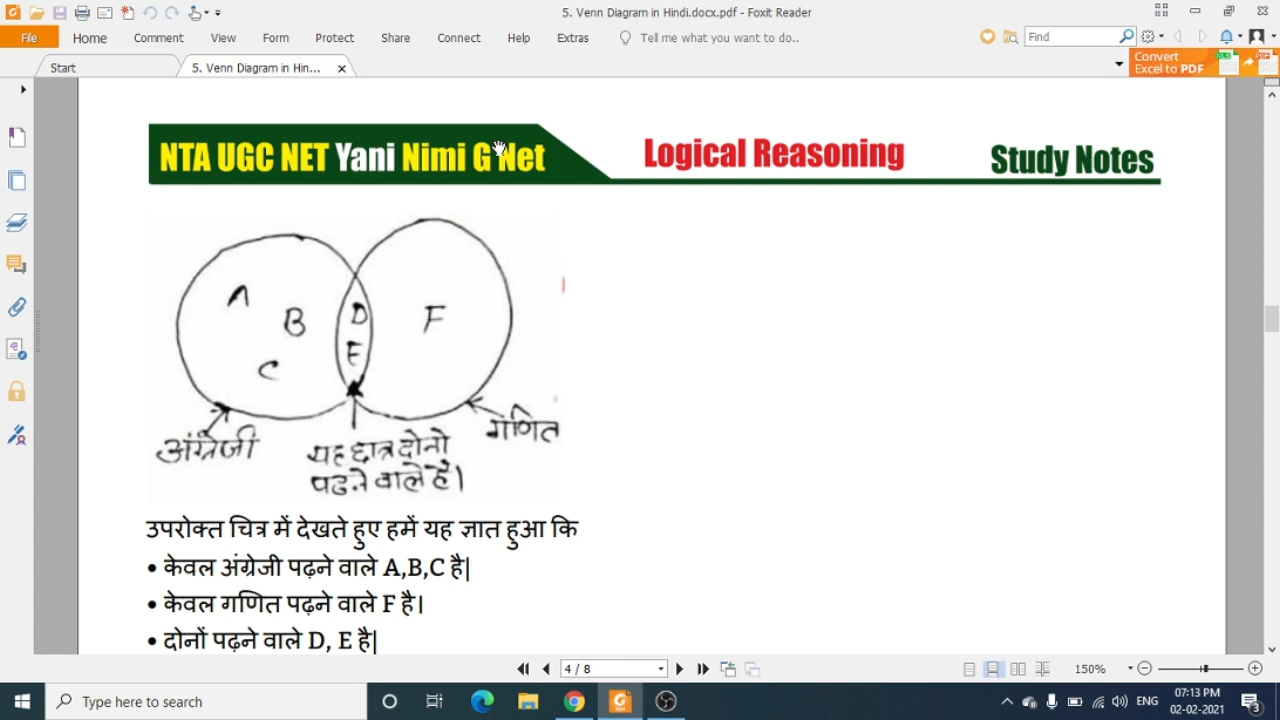 5. Venn Diagram in Hindi.docx.pdf - Foxit Reader
File Home Comment View Form Protect Share Connect Help Extras Tell me what you want to do.. Find
Start 5. Venn Diagram in Hin... Convert
Excel to PDF
NTA UGC NET Yani Nimi G Net Logical Reasoning Study Notes
A
B D F
E
C
अंग्रेजी यह छात्र दोनो गणित
पढने वाले है।
उपरोक्त चित्र में देखते हुए हमें यह ज्ञात हुआ कि
• केवल अंग्रेजी पढ़ने वाले A,B,C है|
• केवल गणित पढ़ने वाले F है।
• दोनों पढ़ने वाले D, E है|
4 / 8 150%
Type here to search ENG 07:13 PM
02-02-2021 3